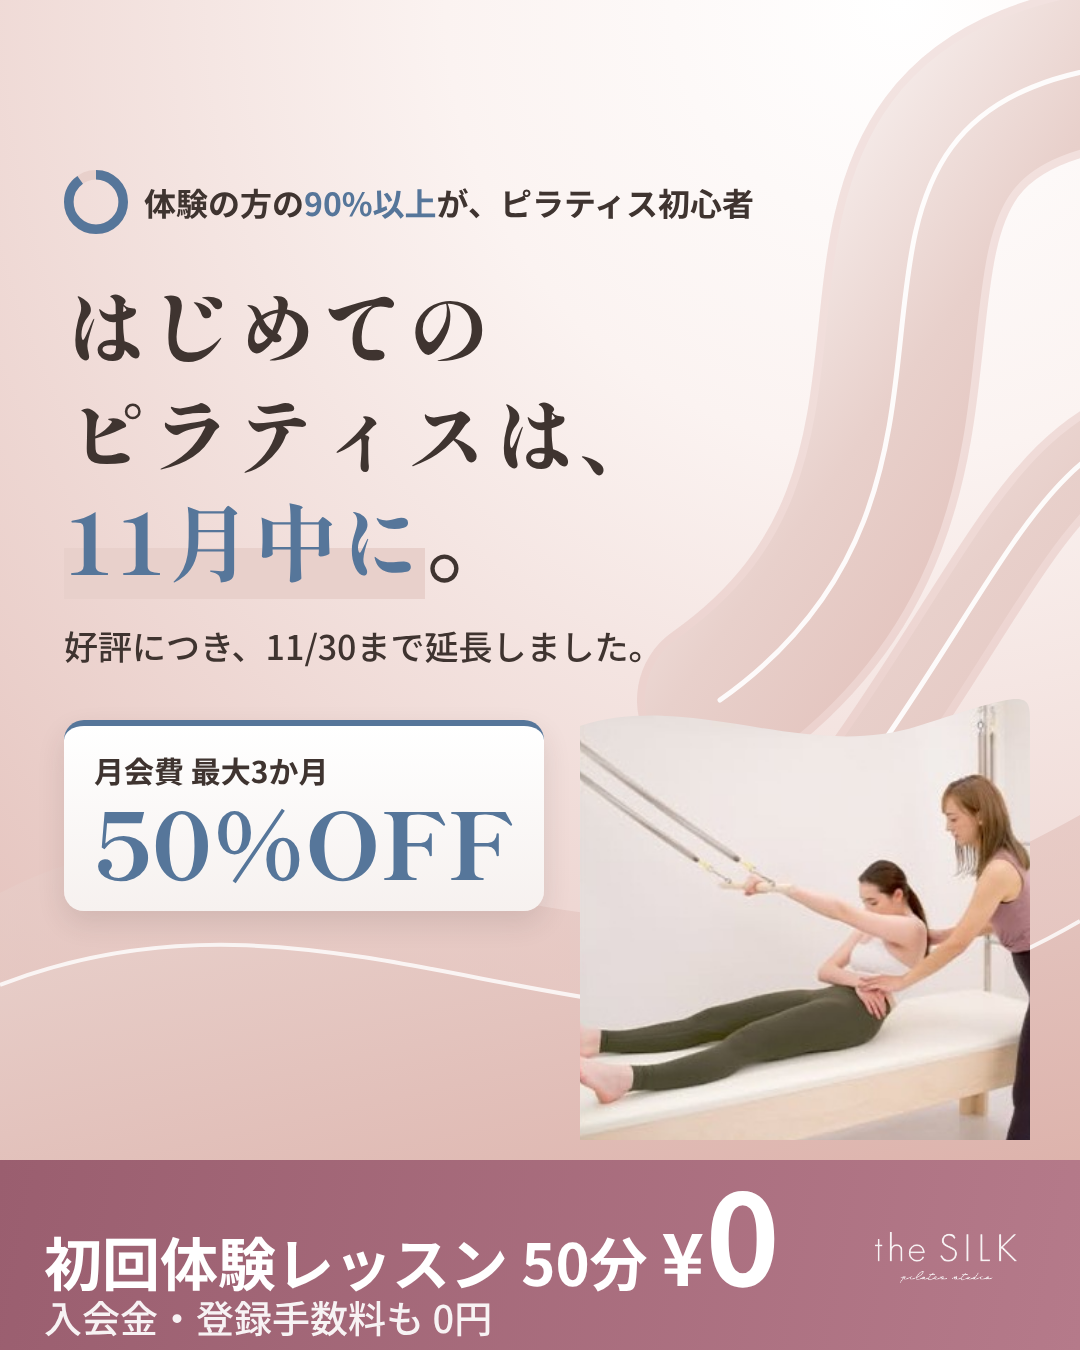 体験の方の90%以上が、ピラティス初心者
はじめての
ピラティスは、
11月中に。
好評につき、11/30まで延長しました。
月会費 最大3か月
50%OFF
初回体験レッスン 50分 ¥0
入会金・登録手数料も 0円
the SILK
pilates studio